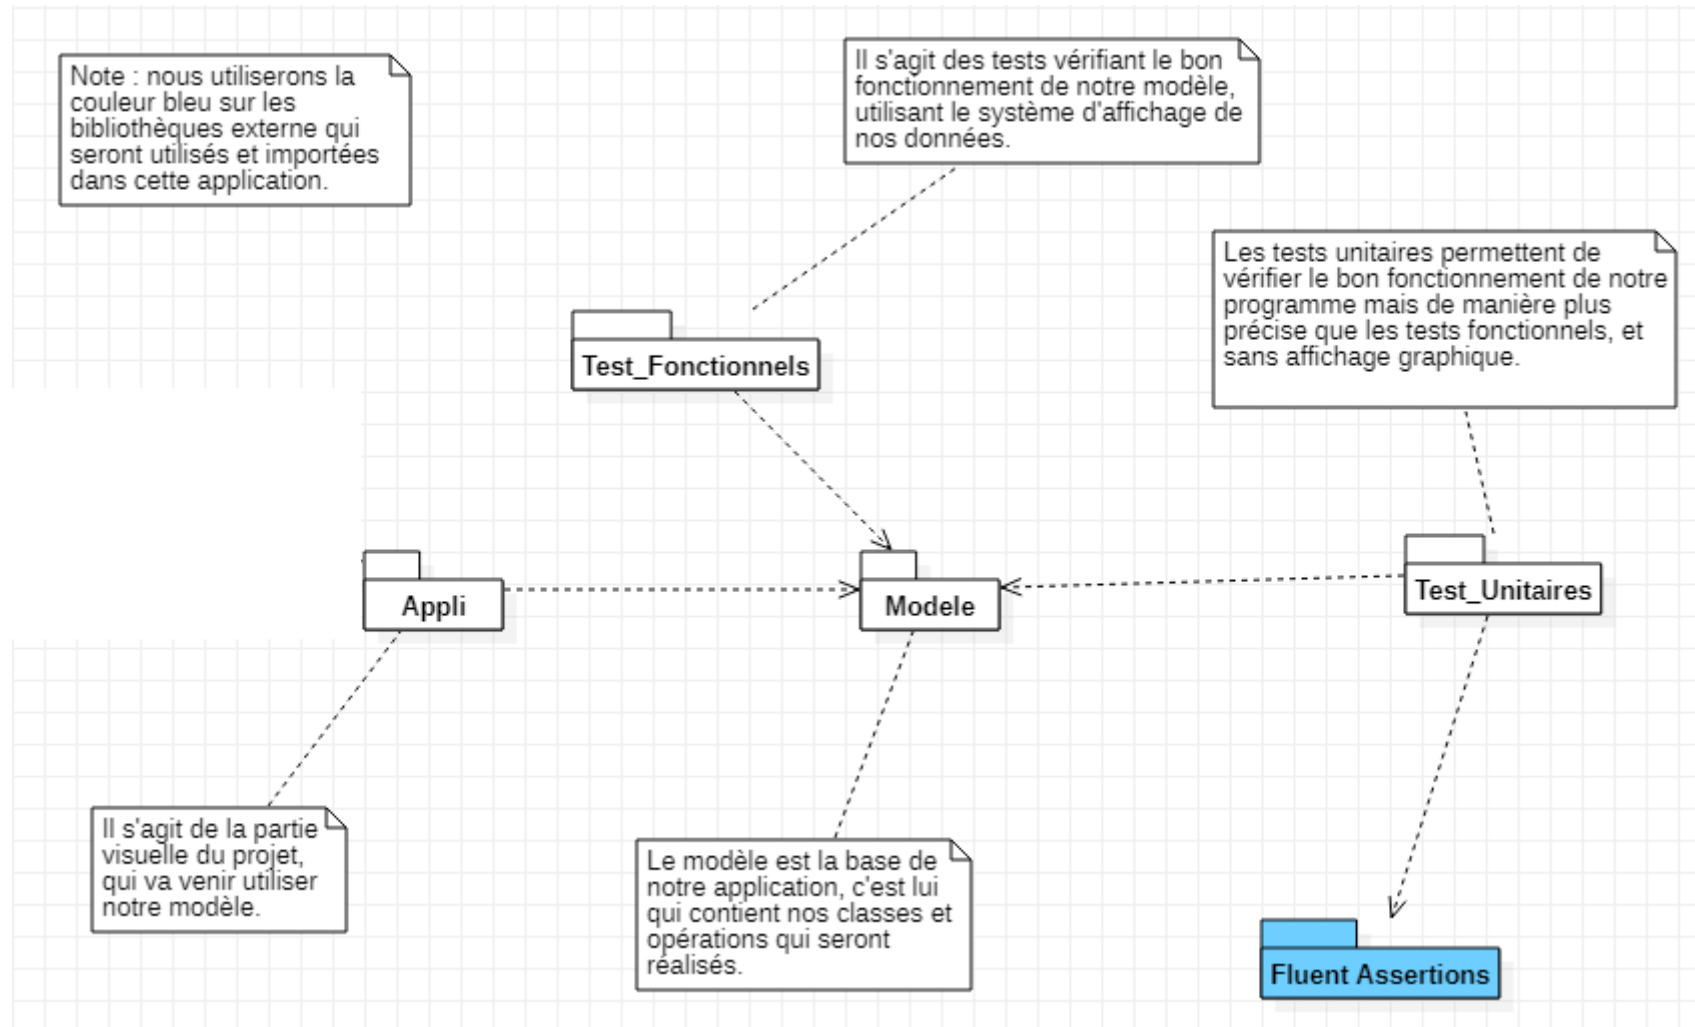 Note : nous utiliserons la
couleur bleu sur les
bibliothèques externe qui
seront utilisés et importées
dans cette application.
Il s'agit des tests vérifiant le bon
fonctionnement de notre modèle,
utilisant le système d'affichage de
nos données.
Les tests unitaires permettent de
vérifier le bon fonctionnement de notre
programme mais de manière plus
précise que les tests fonctionnels, et
sans affichage graphique.
Test_Fonctionnels
Appli
Modele
Test_Unitaires
Il s'agit de la partie
visuelle du projet,
qui va venir utiliser
notre modèle.
Le modèle est la base de
notre application, c'est lui
qui contient nos classes et
opérations qui seront
réalisés.
Fluent Assertions